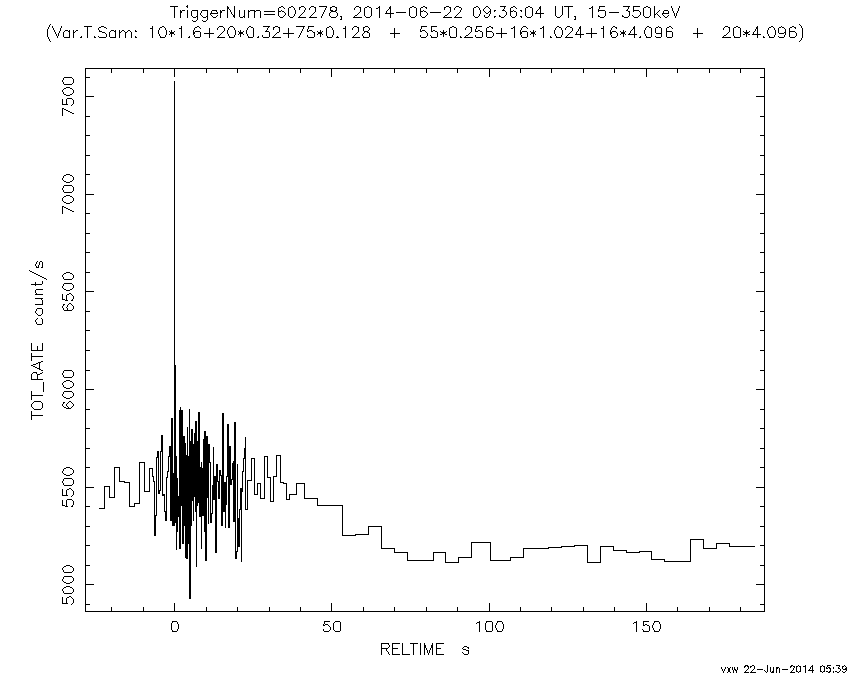 TriggerNum=602278, 2014-06-22 09:36:04 UT, 15-350keV
(Var.T.Sam: 10*1.6+20*0.32+75*0.128 + 55*0.256+16*1.024+16*4.096 + 20*4.096)
7500
7000
6500
6000
5500
5000
TOT_RATE count/s
0 50 100 150
RELTIME s
vxw 22-Jun-2014 05:39